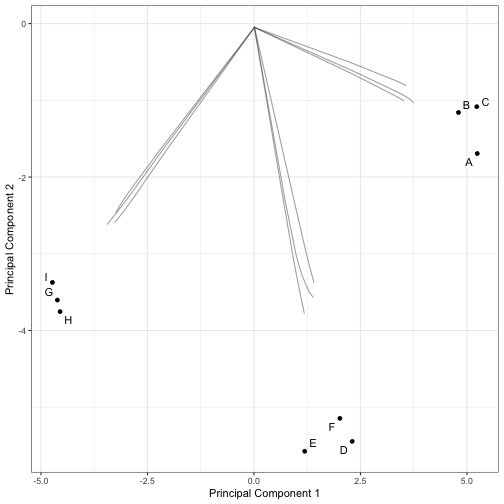 0
B
C
A
-2
I
G
H
-4
F
E
D
-5.0
-2.5
0.0
2.5
5.0
Principal Component 1
Principal Component 2